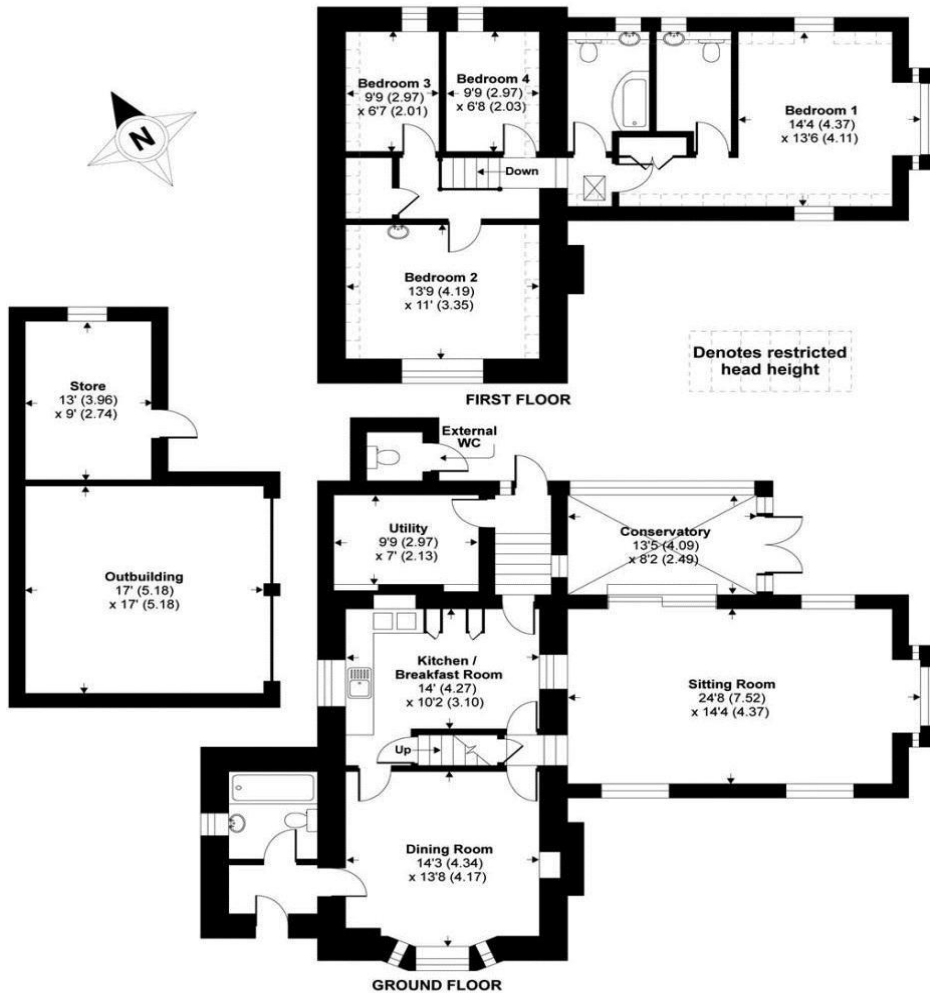 Bedroom 3
9'9 (2.97)
x 6'7 (2.01)
Bedroom 4
9'9 (2.97)
x 6'8 (2.03)
Bedroom 1
14'4 (4.37)
x 13'6 (4.11)
N
Down
Bedroom 2
13'9 (4.19)
x 11' (3.35)
Denotes restricted
head height
FIRST FLOOR
Store
13' (3.96)
x 9' (2.74)
External
WC
Utility
9'9 (2.97)
x 7' (2.13)
Conservatory
13'5 (4.09)
x 8'2 (2.49)
Outbuilding
17' (5.18)
x 17' (5.18)
Kitchen /
Breakfast Room
14' (4.27)
x 10'2 (3.10)
Sitting Room
24'8 (7.52)
x 14'4 (4.37)
Up
Dining Room
14'3 (4.34)
x 13'8 (4.17)
GROUND FLOOR